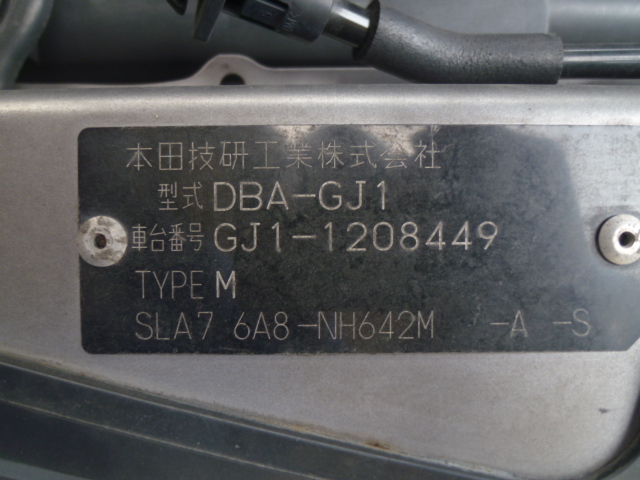 本田技研工業株式会社
型式 DBA-GJ1
車台番号 GJ1-1208449
TYPE M
SLA7 6A8-NH642M -A -S